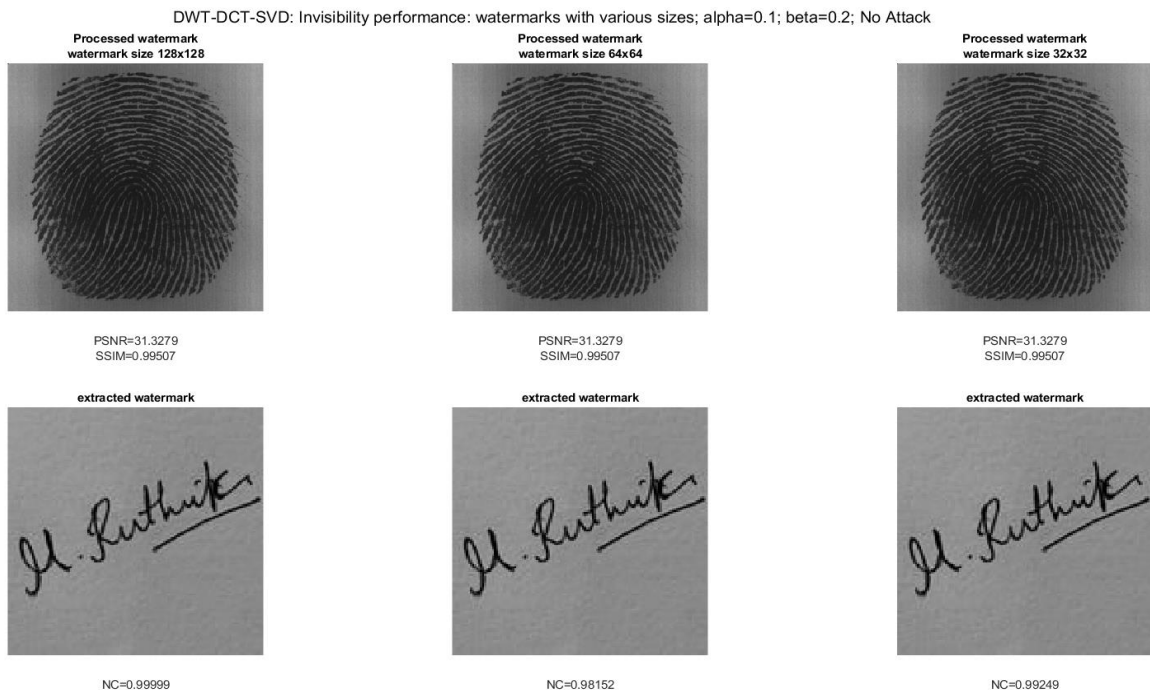 DWT-DCT-SVD: Invisibility performance: watermarks with various sizes; alpha=0.1; beta=0.2; No Attack
Processed watermark
watermark size 128x128
PSNR=31.3279
SSIM=0.99507
Processed watermark
watermark size 64x64
PSNR=31.3279
SSIM=0.99507
Processed watermark
watermark size 32x32
PSNR=31.3279
SSIM=0.99507
extracted watermark
M. Ruthvik
NC=0.99999
extracted watermark
M. Ruthvik
NC=0.98152
extracted watermark
M. Ruthvik
NC=0.99249